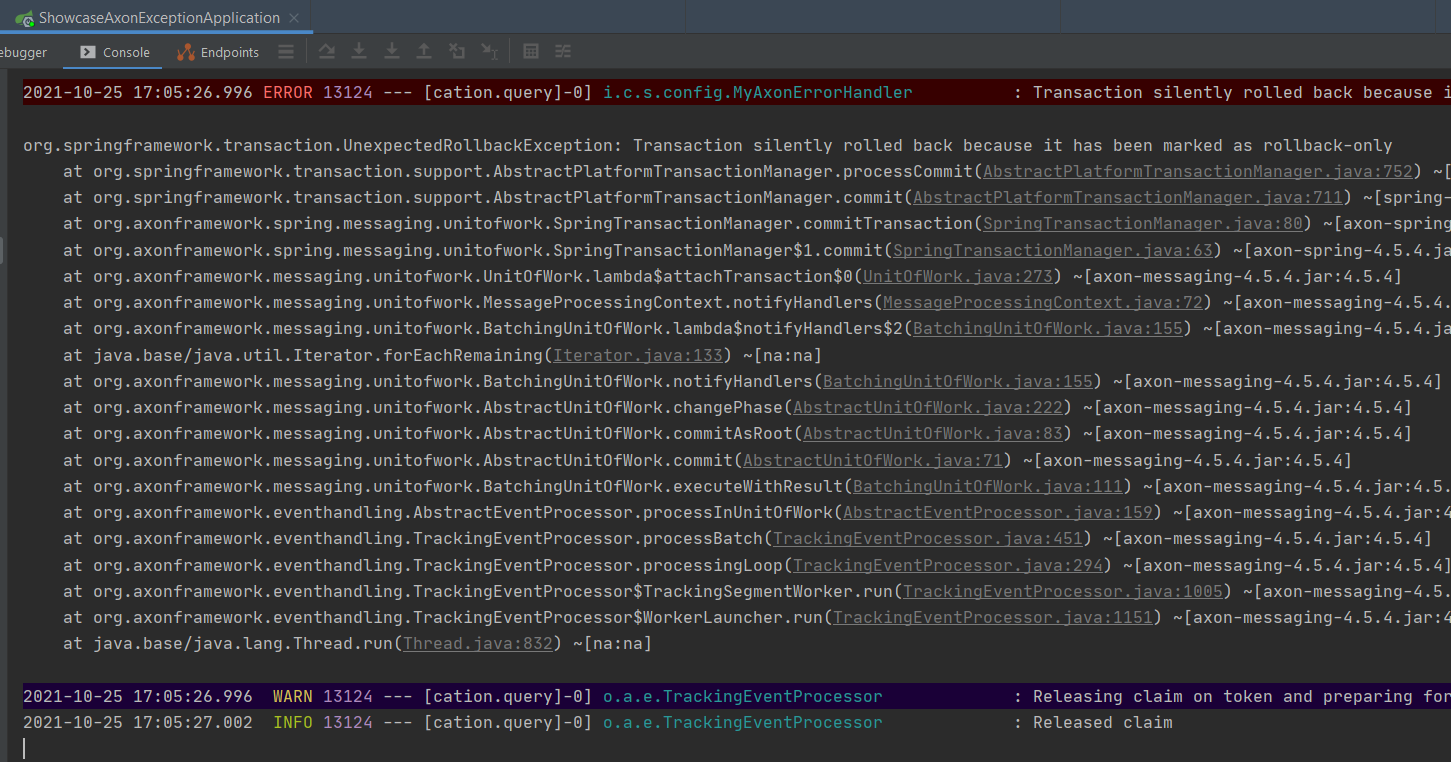 ShowcaseAxonExceptionApplication
ebugger Console Endpoints
2021-10-25 17:05:26.996 ERROR 13124 --- [cation.query]-0] i.c.s.config.MyAxonErrorHandler : Transaction silently rolled back because i
org.springframework.transaction.UnexpectedRollbackException: Transaction silently rolled back because it has been marked as rollback-only
at org.springframework.transaction.support.AbstractPlatformTransactionManager.processCommit(AbstractPlatformTransactionManager.java:752) ~[
at org.springframework.transaction.support.AbstractPlatformTransactionManager.commit(AbstractPlatformTransactionManager.java:711) ~[spring-
at org.axonframework.spring.messaging.unitofwork.SpringTransactionManager.commitTransaction(SpringTransactionManager.java:80) ~[axon-spring
at org.axonframework.spring.messaging.unitofwork.SpringTransactionManager$1.commit(SpringTransactionManager.java:63) ~[axon-spring-4.5.4.ja
at org.axonframework.messaging.unitofwork.UnitOfWork.lambda$attachTransaction$0(UnitOfWork.java:273) ~[axon-messaging-4.5.4.jar:4.5.4]
at org.axonframework.messaging.unitofwork.MessageProcessingContext.notifyHandlers(MessageProcessingContext.java:72) ~[axon-messaging-4.5.4.
at org.axonframework.messaging.unitofwork.BatchingUnitOfWork.lambda$notifyHandlers$2(BatchingUnitOfWork.java:155) ~[axon-messaging-4.5.4.ja
at java.base/java.util.Iterator.forEachRemaining(Iterator.java:133) ~[na:na]
at org.axonframework.messaging.unitofwork.BatchingUnitOfWork.notifyHandlers(BatchingUnitOfWork.java:155) ~[axon-messaging-4.5.4.jar:4.5.4]
at org.axonframework.messaging.unitofwork.AbstractUnitOfWork.changePhase(AbstractUnitOfWork.java:222) ~[axon-messaging-4.5.4.jar:4.5.4]
at org.axonframework.messaging.unitofwork.AbstractUnitOfWork.commitAsRoot(AbstractUnitOfWork.java:83) ~[axon-messaging-4.5.4.jar:4.5.4]
at org.axonframework.messaging.unitofwork.AbstractUnitOfWork.commit(AbstractUnitOfWork.java:71) ~[axon-messaging-4.5.4.jar:4.5.4]
at org.axonframework.messaging.unitofwork.BatchingUnitOfWork.executeWithResult(BatchingUnitOfWork.java:111) ~[axon-messaging-4.5.4.jar:4.5.
at org.axonframework.eventhandling.AbstractEventProcessor.processInUnitOfWork(AbstractEventProcessor.java:159) ~[axon-messaging-4.5.4.jar:4
at org.axonframework.eventhandling.TrackingEventProcessor.processBatch(TrackingEventProcessor.java:451) ~[axon-messaging-4.5.4.jar:4.5.4]
at org.axonframework.eventhandling.TrackingEventProcessor.processingLoop(TrackingEventProcessor.java:294) ~[axon-messaging-4.5.4.jar:4.5.4]
at org.axonframework.eventhandling.TrackingEventProcessor$TrackingSegmentWorker.run(TrackingEventProcessor.java:1005) ~[axon-messaging-4.5.
at org.axonframework.eventhandling.TrackingEventProcessor$WorkerLauncher.run(TrackingEventProcessor.java:1151) ~[axon-messaging-4.5.4.jar:4
at java.base/java.lang.Thread.run(Thread.java:832) ~[na:na]
2021-10-25 17:05:26.996 WARN 13124 --- [cation.query]-0] o.a.e.TrackingEventProcessor : Releasing claim on token and preparing for
2021-10-25 17:05:27.002 INFO 13124 --- [cation.query]-0] o.a.e.TrackingEventProcessor : Released claim